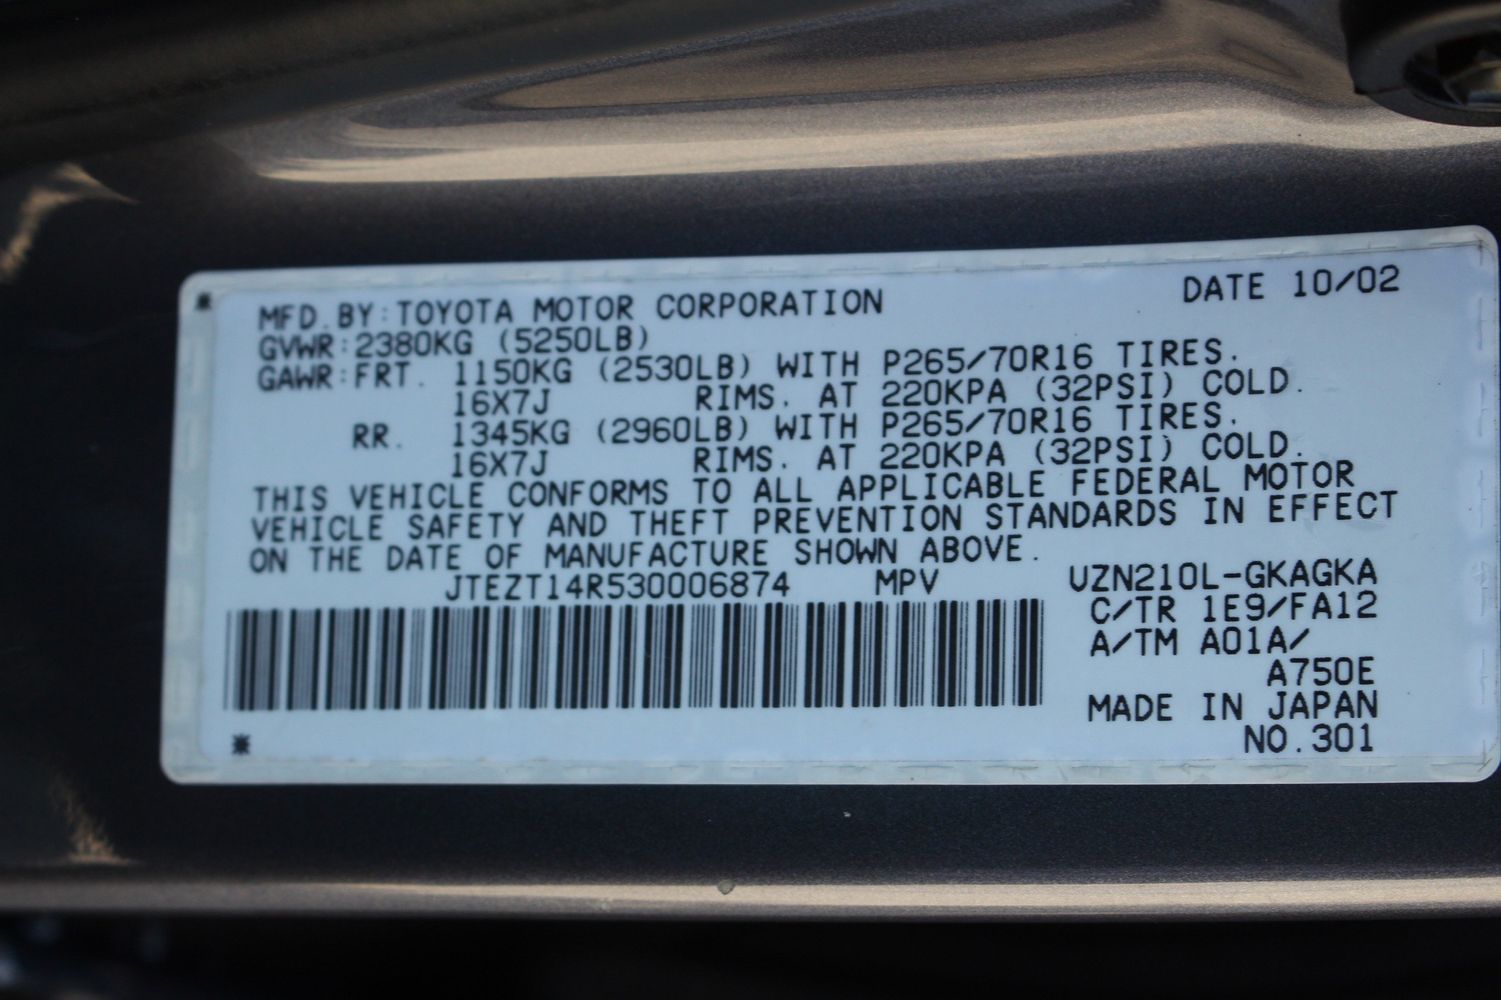 MFD.BY:TOYOTA MOTOR CORPORATION DATE 10/02
GVWR:2380KG (5250LB)
GAWR:FRT. 1150KG (2530LB) WITH P265/70R16 TIRES.
16X7J RIMS. AT 220KPA (32PSI) COLD.
RR. 1345KG (2960LB) WITH P265/70R16 TIRES.
16X7J RIMS. AT 220KPA (32PSI) COLD.
THIS VEHICLE CONFORMS TO ALL APPLICABLE FEDERAL MOTOR
VEHICLE SAFETY AND THEFT PREVENTION STANDARDS IN EFFECT
ON THE DATE OF MANUFACTURE SHOWN ABOVE.
JTEZT14R530006874 MPV UZN210L-GKAGKA
C/TR 1E9/FA12
A/TM A01A/
A750E
MADE IN JAPAN
NO.301